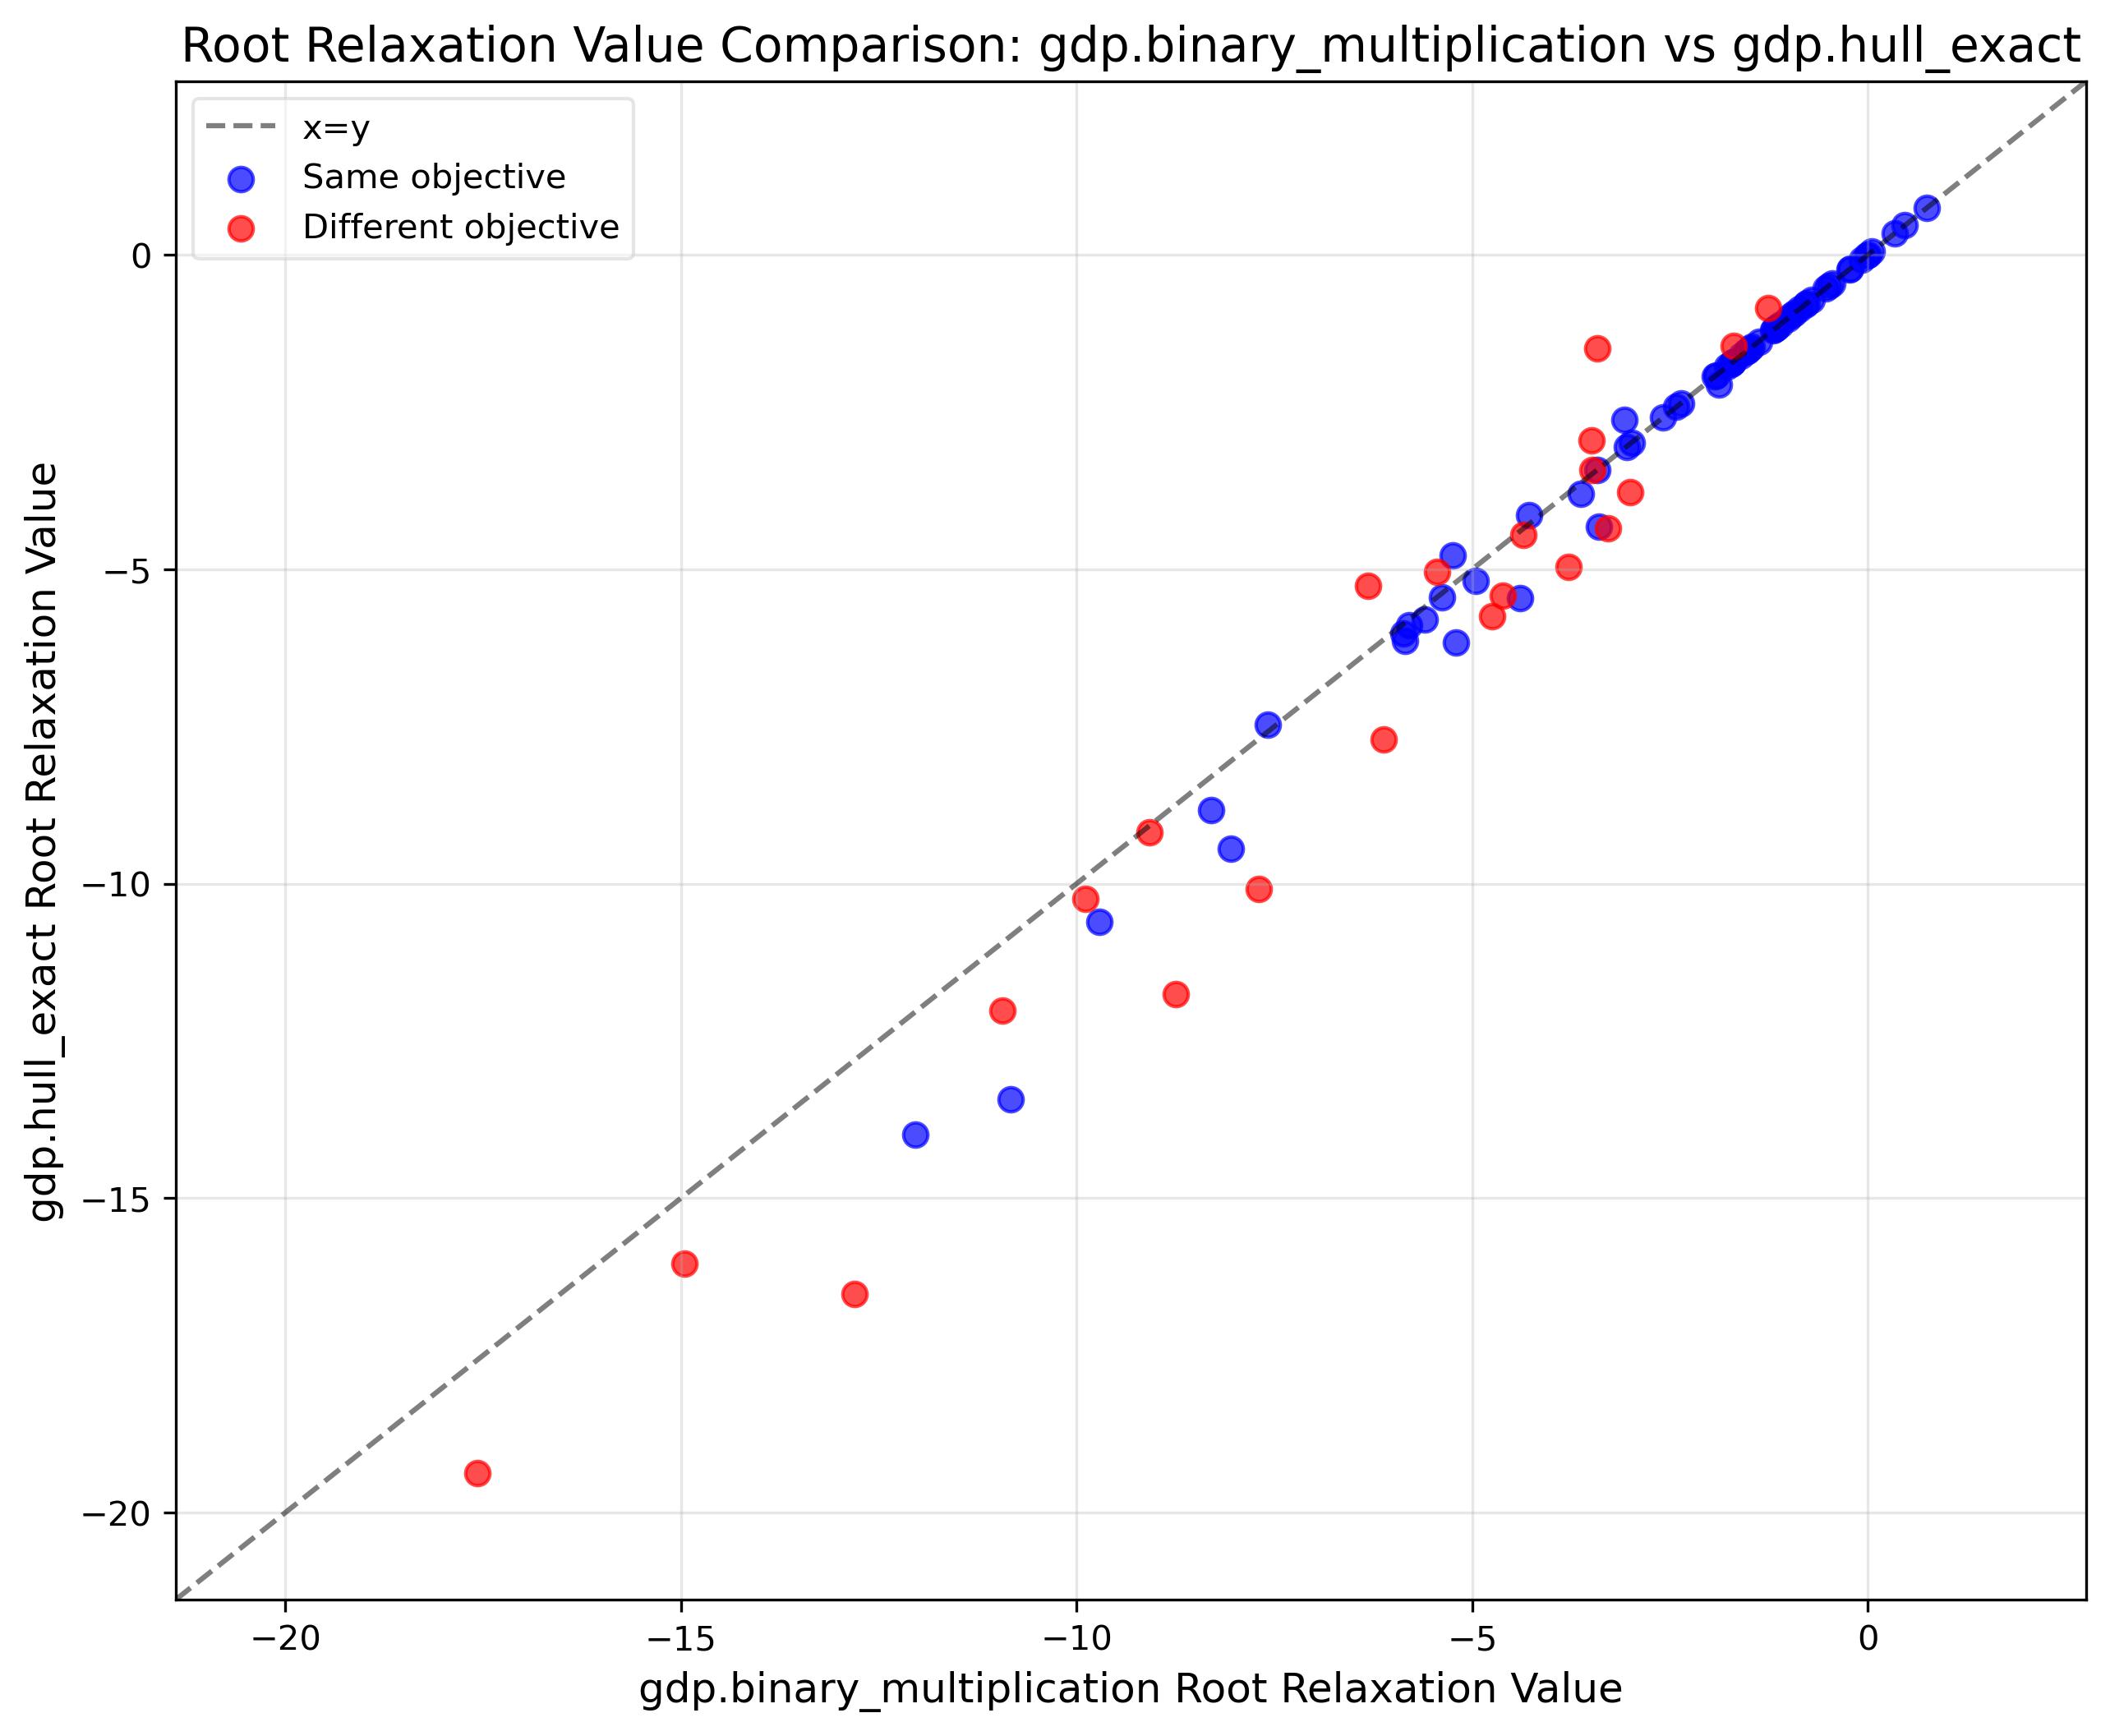 Root Relaxation Value Comparison: gdp.binary_multiplication vs gdp.hull_exact
x=y
Same objective
Different objective
gdp.hull_exact Root Relaxation Value
0
−5
−10
−15
−20
−20
−15
−10
−5
0
gdp.binary_multiplication Root Relaxation Value